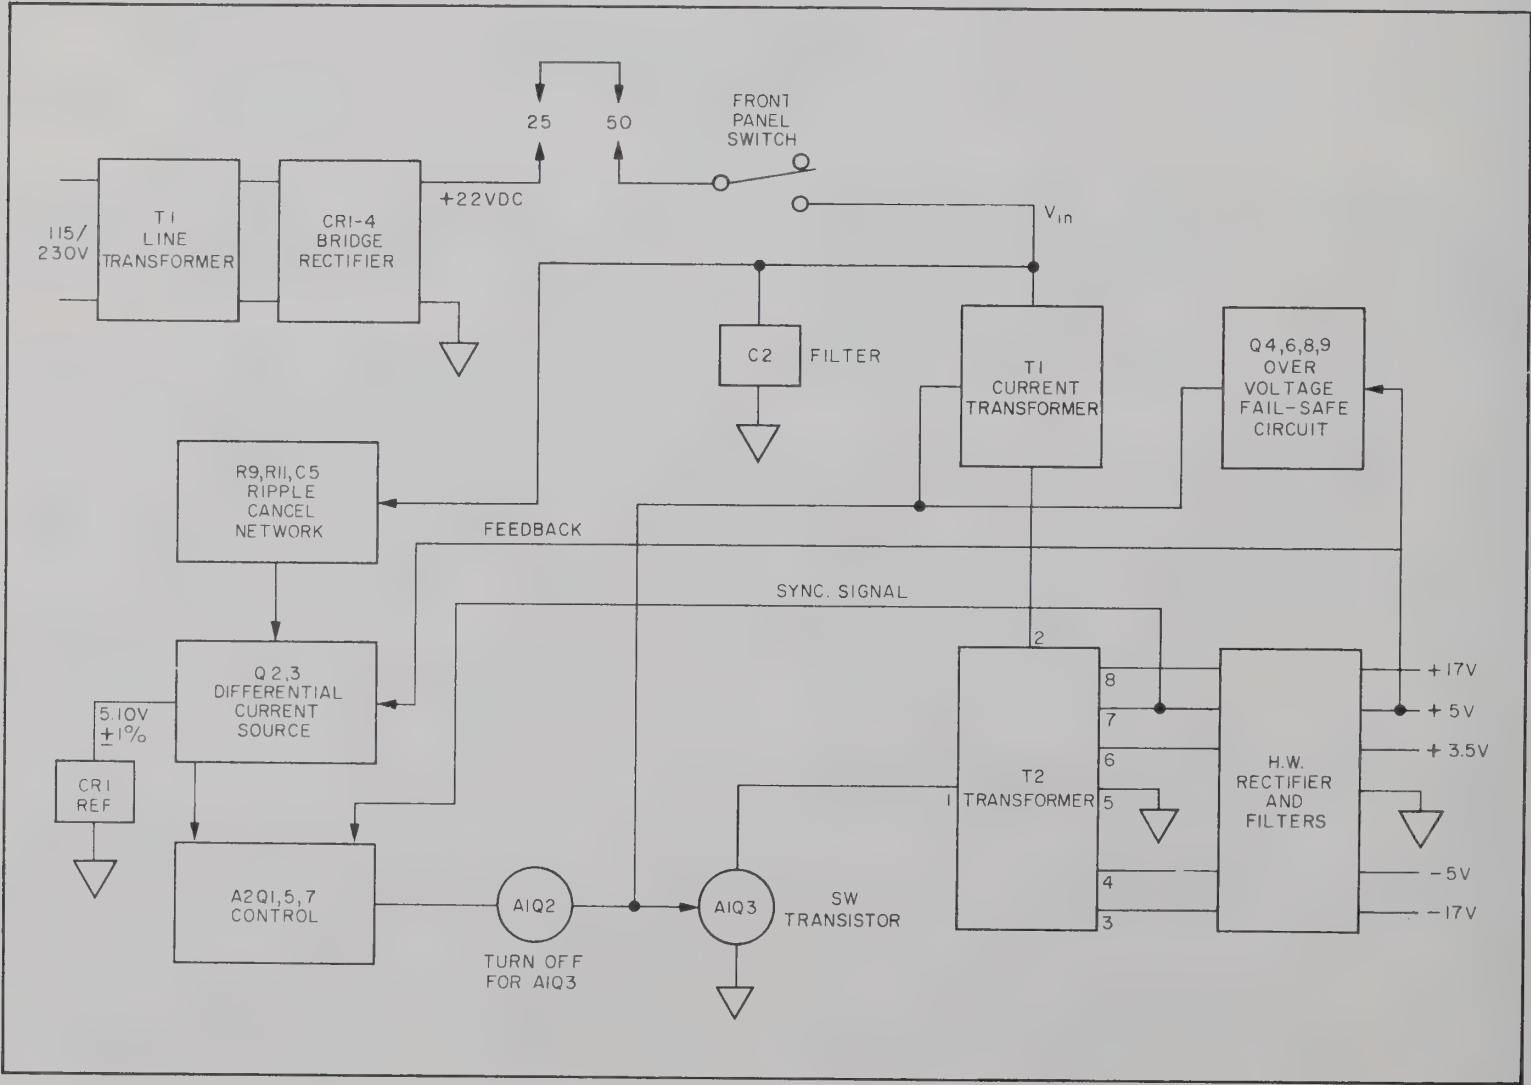 25
50
FRONT
PANEL
SWITCH
115/
230V
T1
LINE
TRANSFORMER
CR1-4
BRIDGE
RECTIFIER
+22VDC
Vin
C2
FILTER
T1
CURRENT
TRANSFORMER
Q4,6,8,9
OVER
VOLTAGE
FAIL-SAFE
CIRCUIT
R9,R11,C5
RIPPLE
CANCEL
NETWORK
FEEDBACK
SYNC. SIGNAL
Q2,3
DIFFERENTIAL
CURRENT
SOURCE
5.10V
±1%
CR1
REF
A2Q1,5,7
CONTROL
A1Q2
TURN OFF
FOR A1Q3
A1Q3
SW
TRANSISTOR
2
1
T2
TRANSFORMER
8
7
6
5
4
3
H.W.
RECTIFIER
AND
FILTERS
+17V
+5V
+3.5V
-5V
-17V